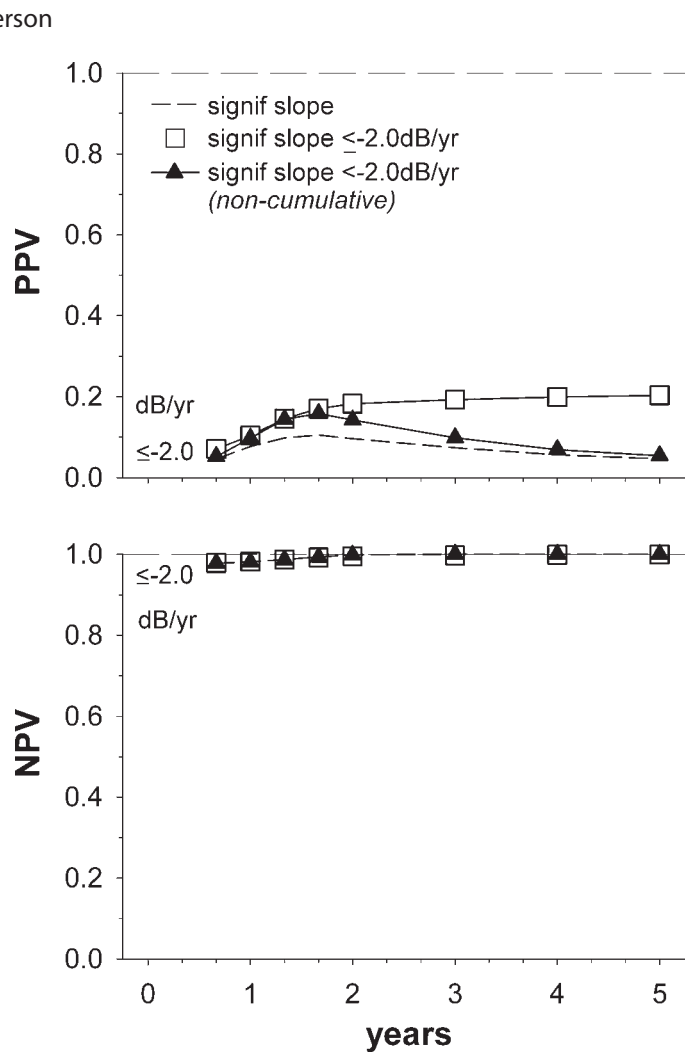 erson
1.0
signif slope
signif slope ≤-2.0dB/yr
signif slope ≤-2.0dB/yr
(non-cumulative)
0.8
0.6
0.4
0.2
0.0
PPV
dB/yr
≤-2.0
1.0
≤-2.0
dB/yr
0.8
0.6
0.4
0.2
0.0
NPV
0 1 2 3 4 5
years